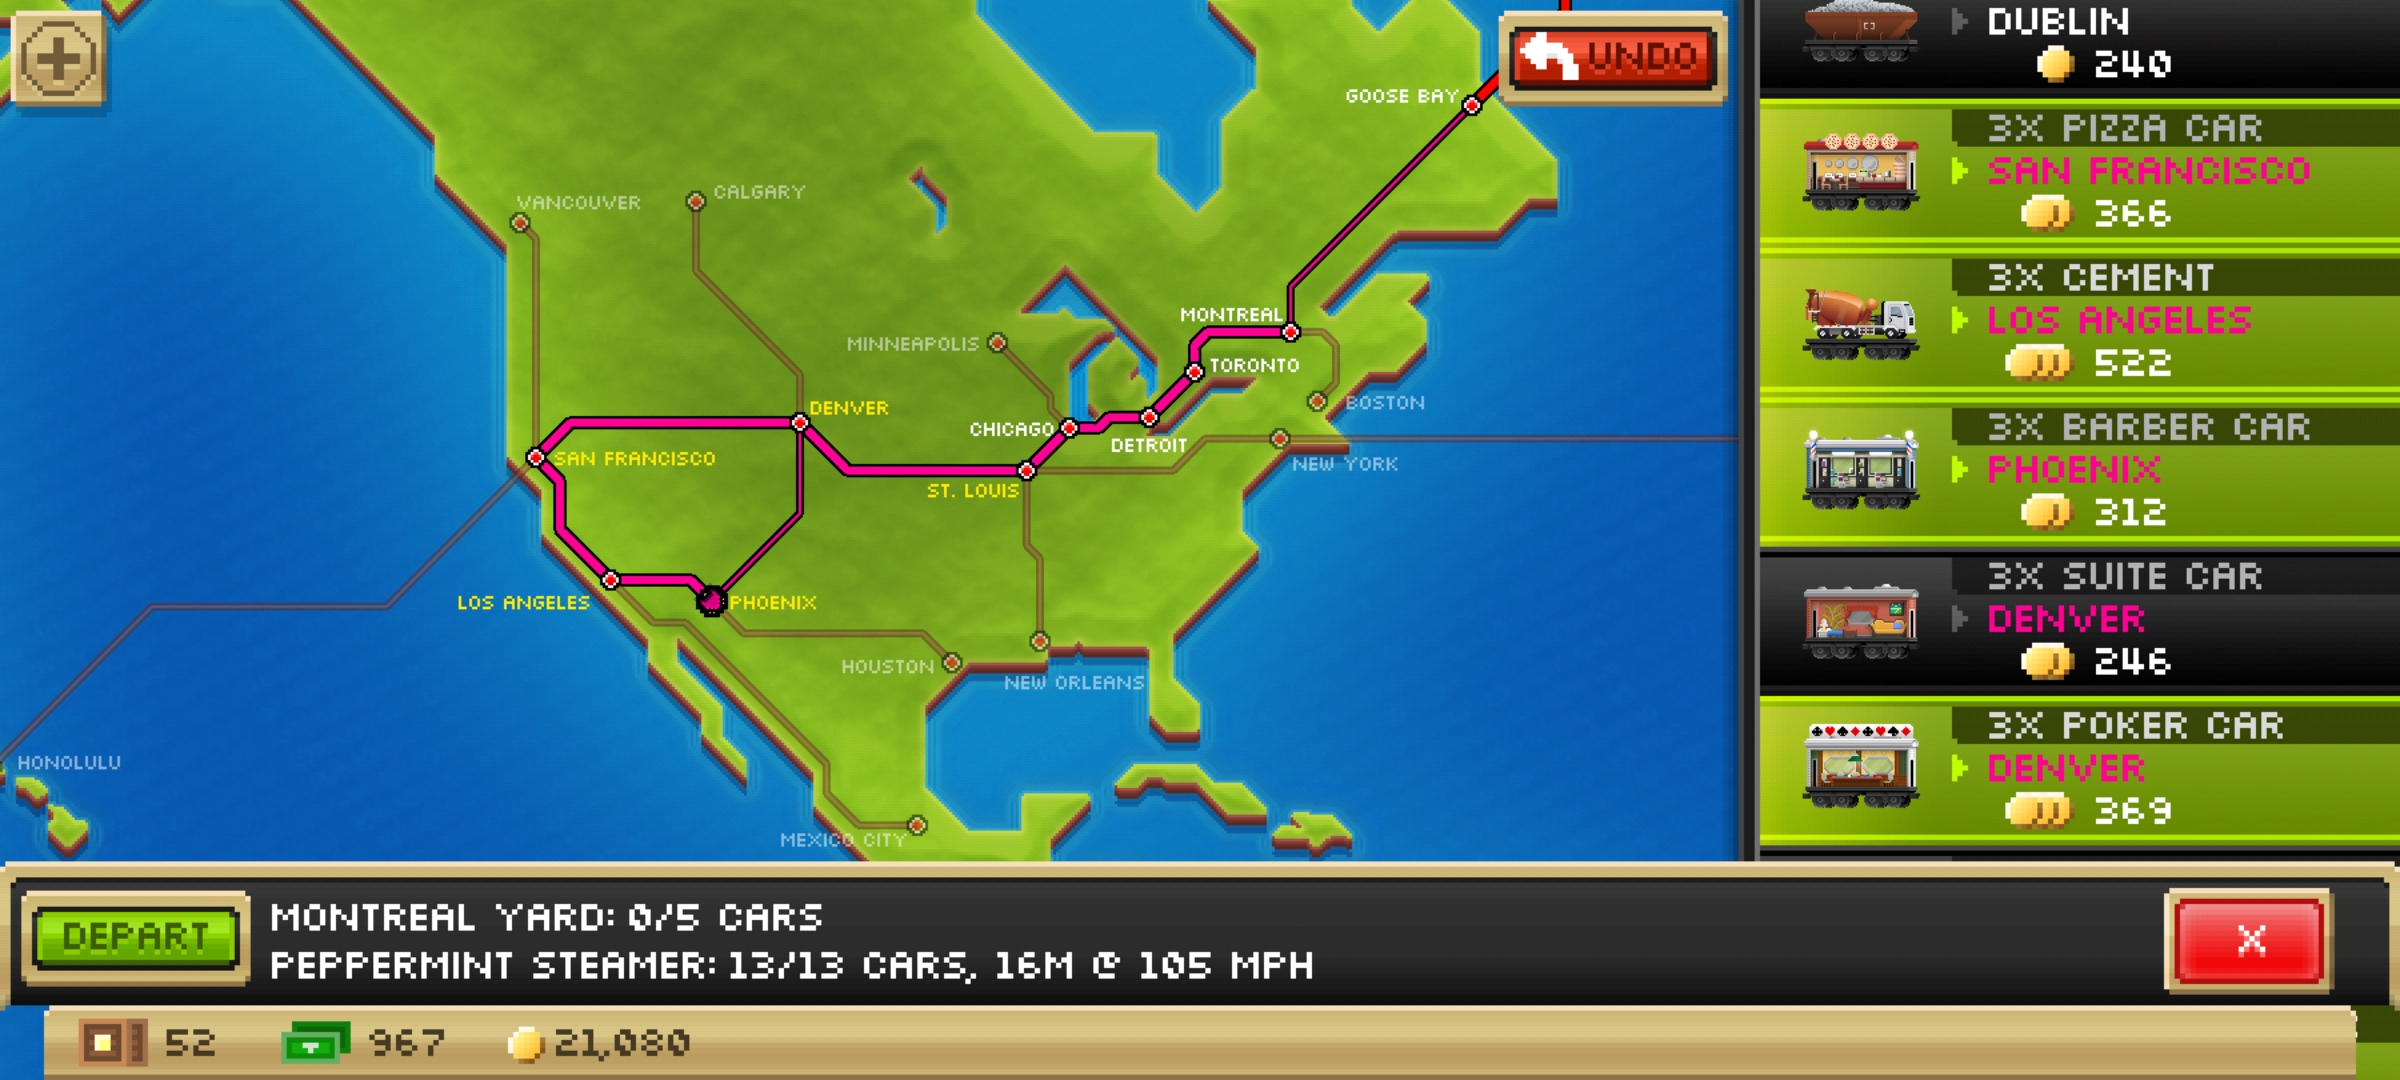 UNDO
GOOSE BAY
VANCOUVER
CALGARY
MONTREAL
MINNEAPOLIS
TORONTO
DENVER
BOSTON
CHICAGO
DETROIT
SAN FRANCISCO
NEW YORK
ST. LOUIS
LOS ANGELES
PHOENIX
HOUSTON
NEW ORLEANS
HONOLULU
MEXICO CITY
DUBLIN
240
3X PIZZA CAR
SAN FRANCISCO
366
3X CEMENT
LOS ANGELES
522
3X BARBER CAR
PHOENIX
312
3X SUITE CAR
DENVER
246
3X POKER CAR
DENVER
369
DEPART
MONTREAL YARD: 0/5 CARS
PEPPERMINT STEAMER: 13/13 CARS, 16M @ 105 MPH
X
52
967
21,080